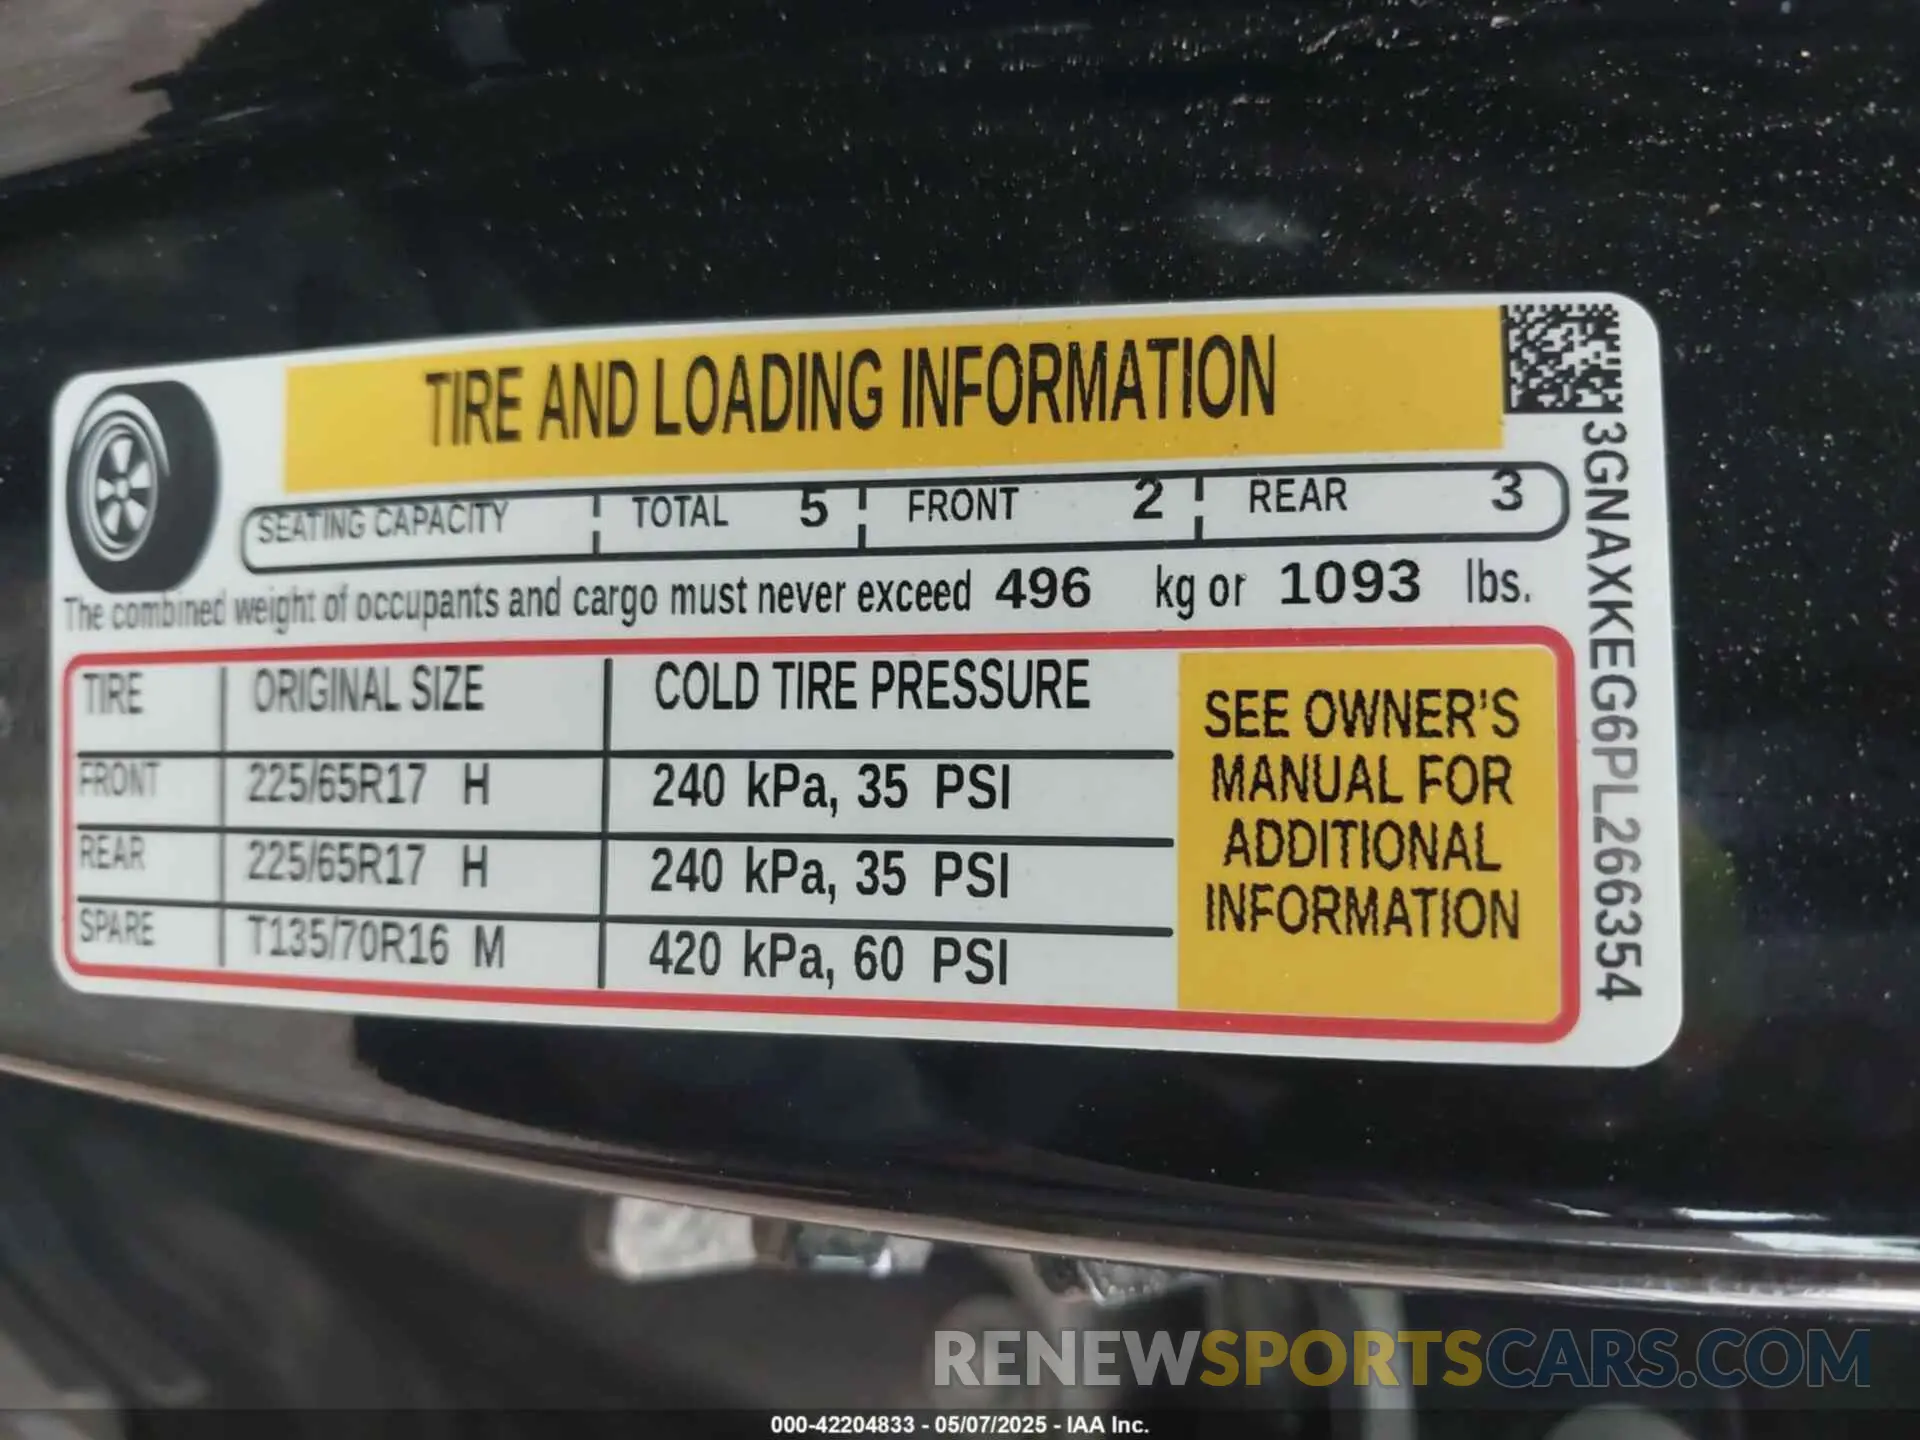 TIRE AND LOADING INFORMATION
SEATING CAPACITY TOTAL 5 FRONT 2 REAR 3
The combined weight of occupants and cargo must never exceed 496 kg or 1093 lbs.
TIRE ORIGINAL SIZE COLD TIRE PRESSURE
FRONT 225/65R17 H 240 kPa, 35 PSI
REAR 225/65R17 H 240 kPa, 35 PSI
SPARE T135/70R16 M 420 kPa, 60 PSI
SEE OWNER'S
MANUAL FOR
ADDITIONAL
INFORMATION
3GNAXKEG6PL266354
RENEWSPORTSCARS.COM
000-42204833 - 05/07/2025 - IAA Inc.